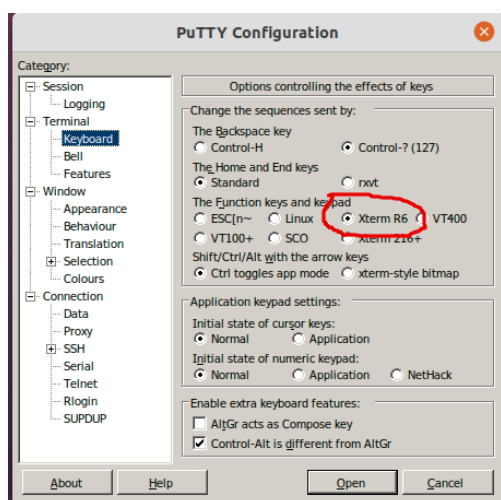 PuTTY Configuration
Category:
Session
Logging
Terminal
Keyboard
Bell
Features
Window
Appearance
Behaviour
Translation
Selection
Colours
Connection
Data
Proxy
SSH
Serial
Telnet
Rlogin
SUPDUP
Options controlling the effects of keys
Change the sequences sent by:
The Backspace key
Control-H Control-? (127)
The Home and End keys
Standard rxvt
The Function keys and keypad
ESC[n~ Linux Xterm R6 VT400
VT100+ SCO Xterm 216+
Shift/Ctrl/Alt with the arrow keys
Ctrl toggles app mode xterm-style bitmap
Application keypad settings:
Initial state of cursor keys:
Normal Application
Initial state of numeric keypad:
Normal Application NetHack
Enable extra keyboard features:
AltGr acts as Compose key
Control-Alt is different from AltGr
About Help Open Cancel